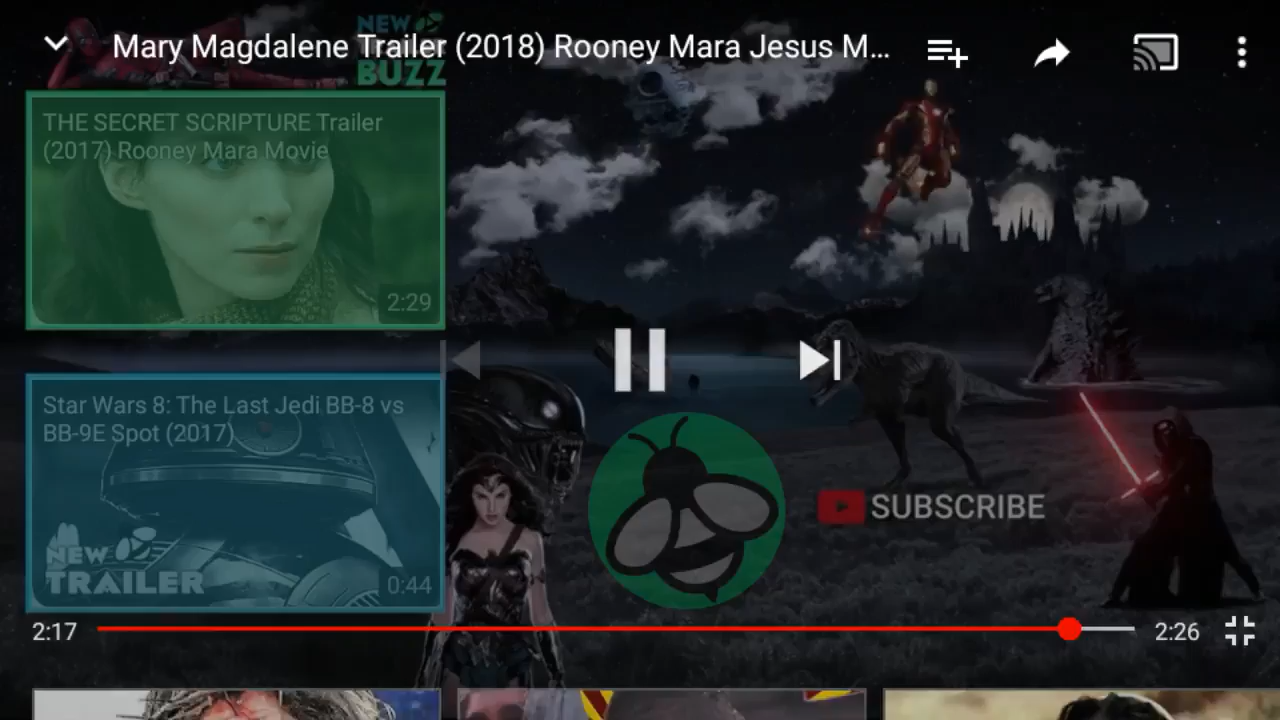 Mary Magdalene Trailer (2018) Rooney Mara Jesus M...
NEW
BUZZ
THE SECRET SCRIPTURE Trailer
(2017) Rooney Mara Movie
2:29
Star Wars 8: The Last Jedi BB-8 vs
BB-9E Spot (2017)
NEW
TRAILER
0:44
SUBSCRIBE
2:17
2:26